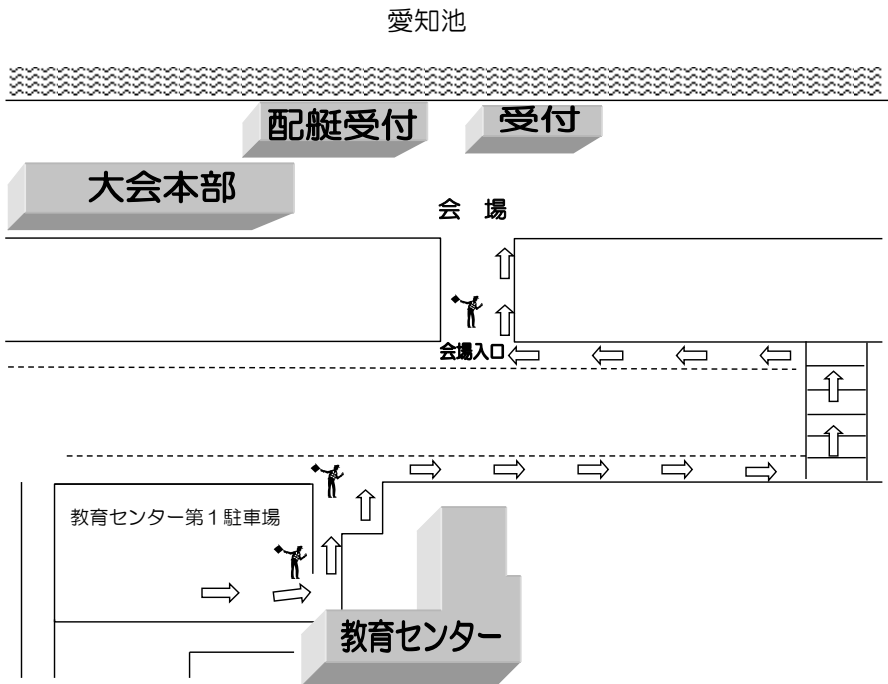 愛知池
配艇受付
受付
大会本部
会　場
会場入口
教育センター第１駐車場
教育センター